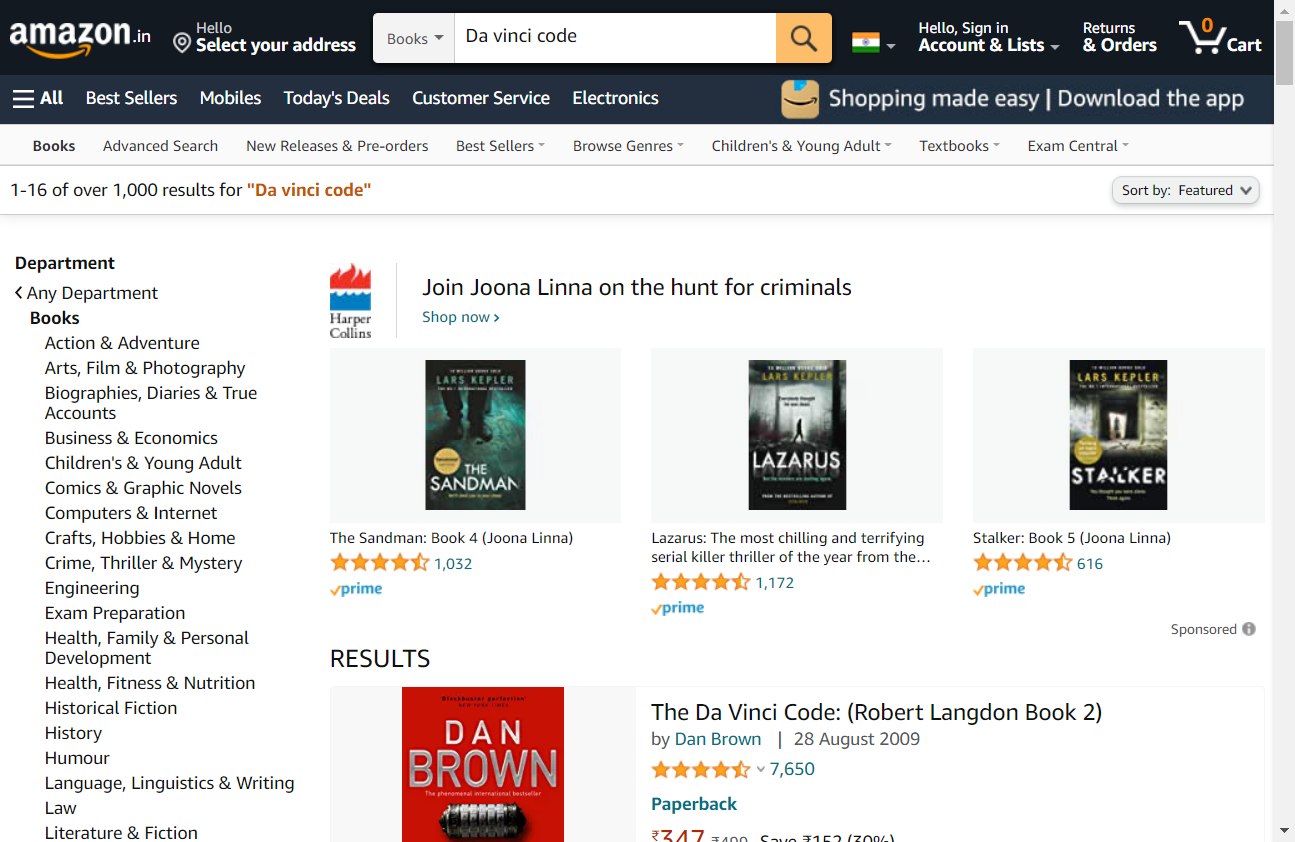 amazon.in
Hello
Select your address
Books
Da vinci code
Hello, Sign in
Account & Lists
Returns
& Orders
0
Cart
All
Best Sellers
Mobiles
Today's Deals
Customer Service
Electronics
Shopping made easy | Download the app
Books
Advanced Search
New Releases & Pre-orders
Best Sellers
Browse Genres
Children's & Young Adult
Textbooks
Exam Central
1-16 of over 1,000 results for "Da vinci code"
Sort by: Featured
Department
Any Department
Books
Action & Adventure
Arts, Film & Photography
Biographies, Diaries & True
Accounts
Business & Economics
Children's & Young Adult
Comics & Graphic Novels
Computers & Internet
Crafts, Hobbies & Home
Crime, Thriller & Mystery
Engineering
Exam Preparation
Health, Family & Personal
Development
Health, Fitness & Nutrition
Historical Fiction
History
Humour
Language, Linguistics & Writing
Law
Literature & Fiction
Harper
Collins
Join Joona Linna on the hunt for criminals
Shop now ›
LARS KEPLER
THE
SANDMAN
The Sandman: Book 4 (Joona Linna)
1,032
prime
LARS KEPLER
LAZARUS
Lazarus: The most chilling and terrifying
serial killer thriller of the year from the…
1,172
prime
LARS KEPLER
STALKER
Stalker: Book 5 (Joona Linna)
616
prime
Sponsored
RESULTS
Blockbuster perfection
NEW YORK TIMES
DAN
BROWN
The phenomenal international bestseller
The Da Vinci Code: (Robert Langdon Book 2)
by Dan Brown | 28 August 2009
7,650
Paperback
₹347 ₹499 Save ₹152 (30%)